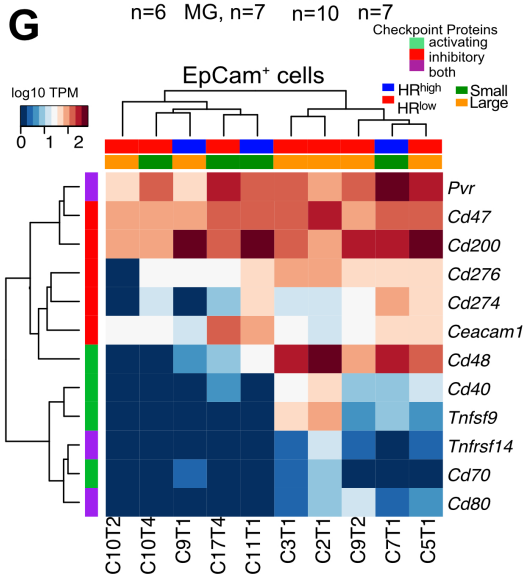 G
n=6 MG, n=7 n=10 n=7
Checkpoint Proteins
activating
inhibitory
both
EpCam⁺ cells
log10 TPM
0 1 2
HRhigh
HRlow
Small
Large
Pvr
Cd47
Cd200
Cd276
Cd274
Ceacam1
Cd48
Cd40
Tnfsf9
Tnfrsf14
Cd70
Cd80
C10T2
C10T4
C9T1
C17T4
C11T1
C3T1
C2T1
C9T2
C7T1
C5T1